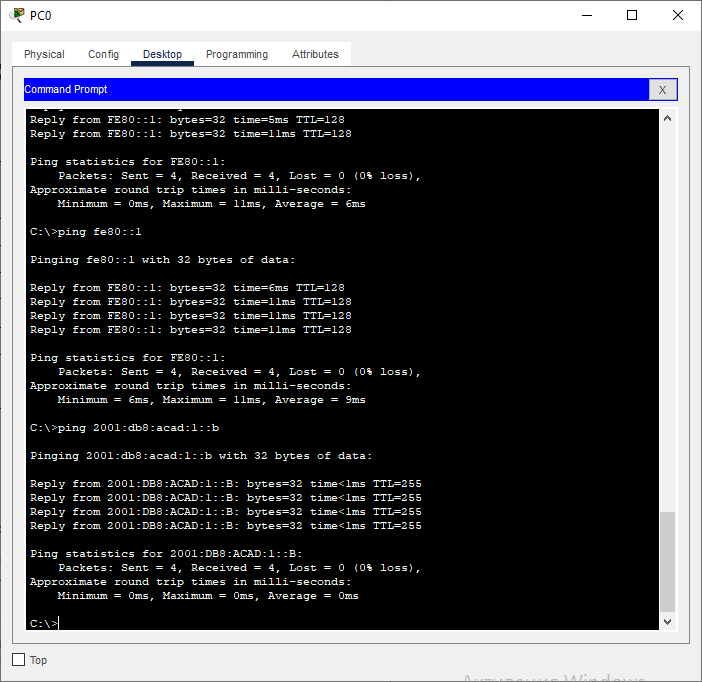 PC0
Physical Config Desktop Programming Attributes
Command Prompt X
Reply from FE80::1: bytes=32 time=5ms TTL=128
Reply from FE80::1: bytes=32 time=11ms TTL=128
Ping statistics for FE80::1:
Packets: Sent = 4, Received = 4, Lost = 0 (0% loss),
Approximate round trip times in milli-seconds:
Minimum = 0ms, Maximum = 11ms, Average = 6ms
C:\>ping fe80::1
Pinging fe80::1 with 32 bytes of data:
Reply from FE80::1: bytes=32 time=6ms TTL=128
Reply from FE80::1: bytes=32 time=11ms TTL=128
Reply from FE80::1: bytes=32 time=11ms TTL=128
Reply from FE80::1: bytes=32 time=11ms TTL=128
Ping statistics for FE80::1:
Packets: Sent = 4, Received = 4, Lost = 0 (0% loss),
Approximate round trip times in milli-seconds:
Minimum = 6ms, Maximum = 11ms, Average = 9ms
C:\>ping 2001:db8:acad:1::b
Pinging 2001:db8:acad:1::b with 32 bytes of data:
Reply from 2001:DB8:ACAD:1::B: bytes=32 time<1ms TTL=255
Reply from 2001:DB8:ACAD:1::B: bytes=32 time<1ms TTL=255
Reply from 2001:DB8:ACAD:1::B: bytes=32 time<1ms TTL=255
Reply from 2001:DB8:ACAD:1::B: bytes=32 time<1ms TTL=255
Ping statistics for 2001:DB8:ACAD:1::B:
Packets: Sent = 4, Received = 4, Lost = 0 (0% loss),
Approximate round trip times in milli-seconds:
Minimum = 0ms, Maximum = 0ms, Average = 0ms
C:\>
Top
Windows